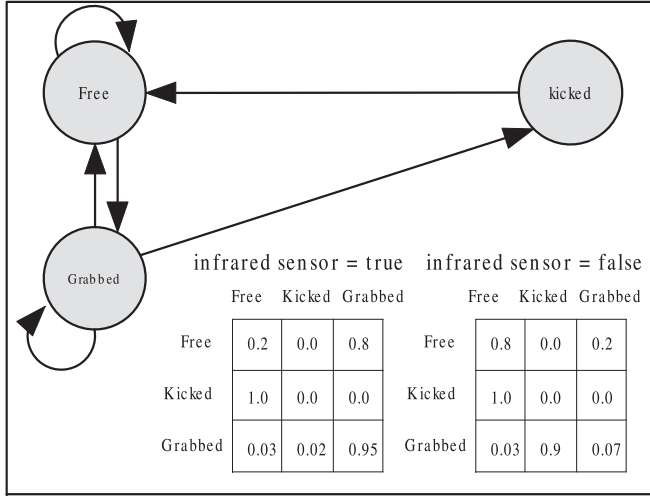 Free
kicked
Grabbed
infrared sensor = true
Free Kicked Grabbed
Free 0.2 0.0 0.8
Kicked 1.0 0.0 0.0
Grabbed 0.03 0.02 0.95
infrared sensor = false
Free Kicked Grabbed
Free 0.8 0.0 0.2
Kicked 1.0 0.0 0.0
Grabbed 0.03 0.9 0.07